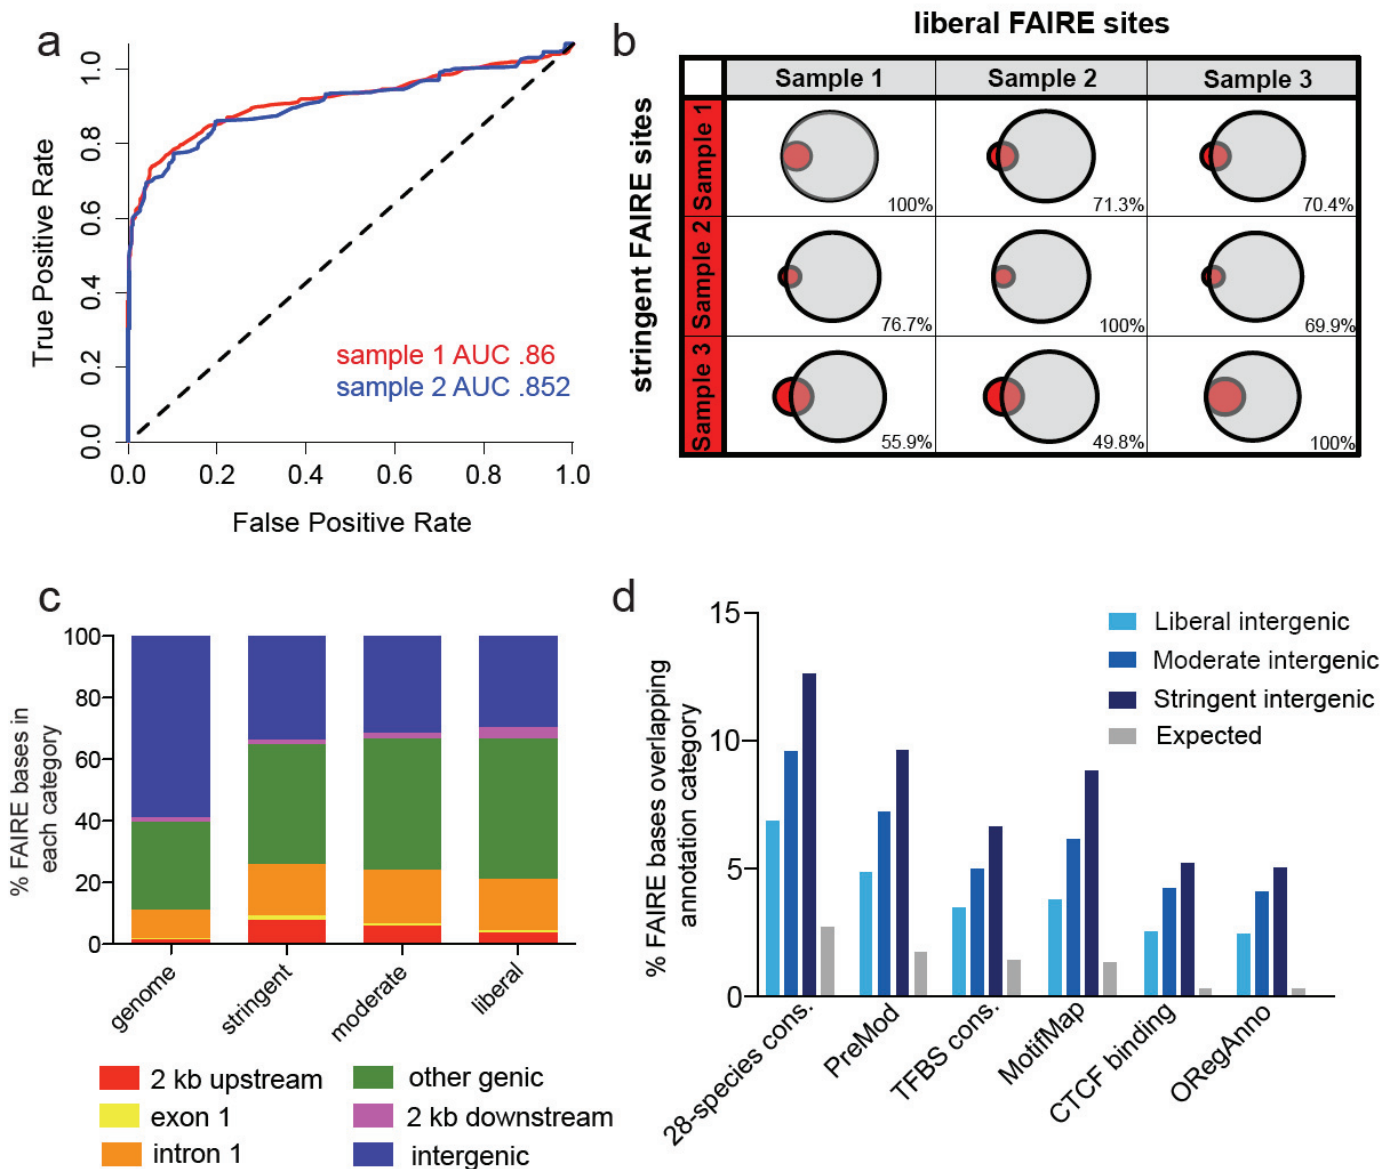 a
True Positive Rate
0.0 0.2 0.4 0.6 0.8 1.0
sample 1 AUC .86
sample 2 AUC .852
0.0 0.2 0.4 0.6 0.8 1.0
False Positive Rate
b
liberal FAIRE sites
stringent FAIRE sites
Sample 1 Sample 2 Sample 3
Sample 1
100% 71.3% 70.4%
Sample 2
76.7% 100% 69.9%
Sample 3
55.9% 49.8% 100%
c
% FAIRE bases in
each category
100
80
60
40
20
0
genome stringent moderate liberal
2 kb upstream
exon 1
intron 1
other genic
2 kb downstream
intergenic
d
% FAIRE bases overlapping
annotation category
15
10
5
0
Liberal intergenic
Moderate intergenic
Stringent intergenic
Expected
28-species cons. PreMod TFBS cons. MotifMap CTCF binding ORegAnno